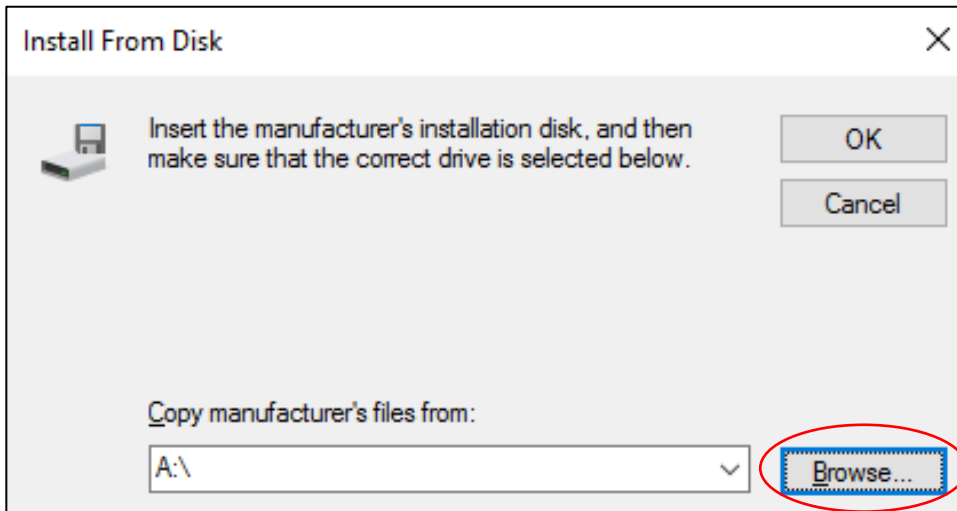 Install From Disk
Insert the manufacturer's installation disk, and then
make sure that the correct drive is selected below.
OK
Cancel
Copy manufacturer's files from:
A:\
Browse...